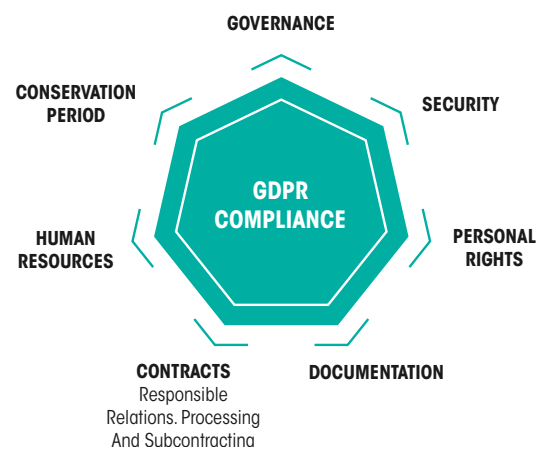 GOVERNANCE
CONSERVATION
PERIOD
SECURITY
GDPR
COMPLIANCE
HUMAN
RESOURCES
PERSONAL
RIGHTS
CONTRACTS
Responsible
Relations. Processing
And Subcontracting
DOCUMENTATION